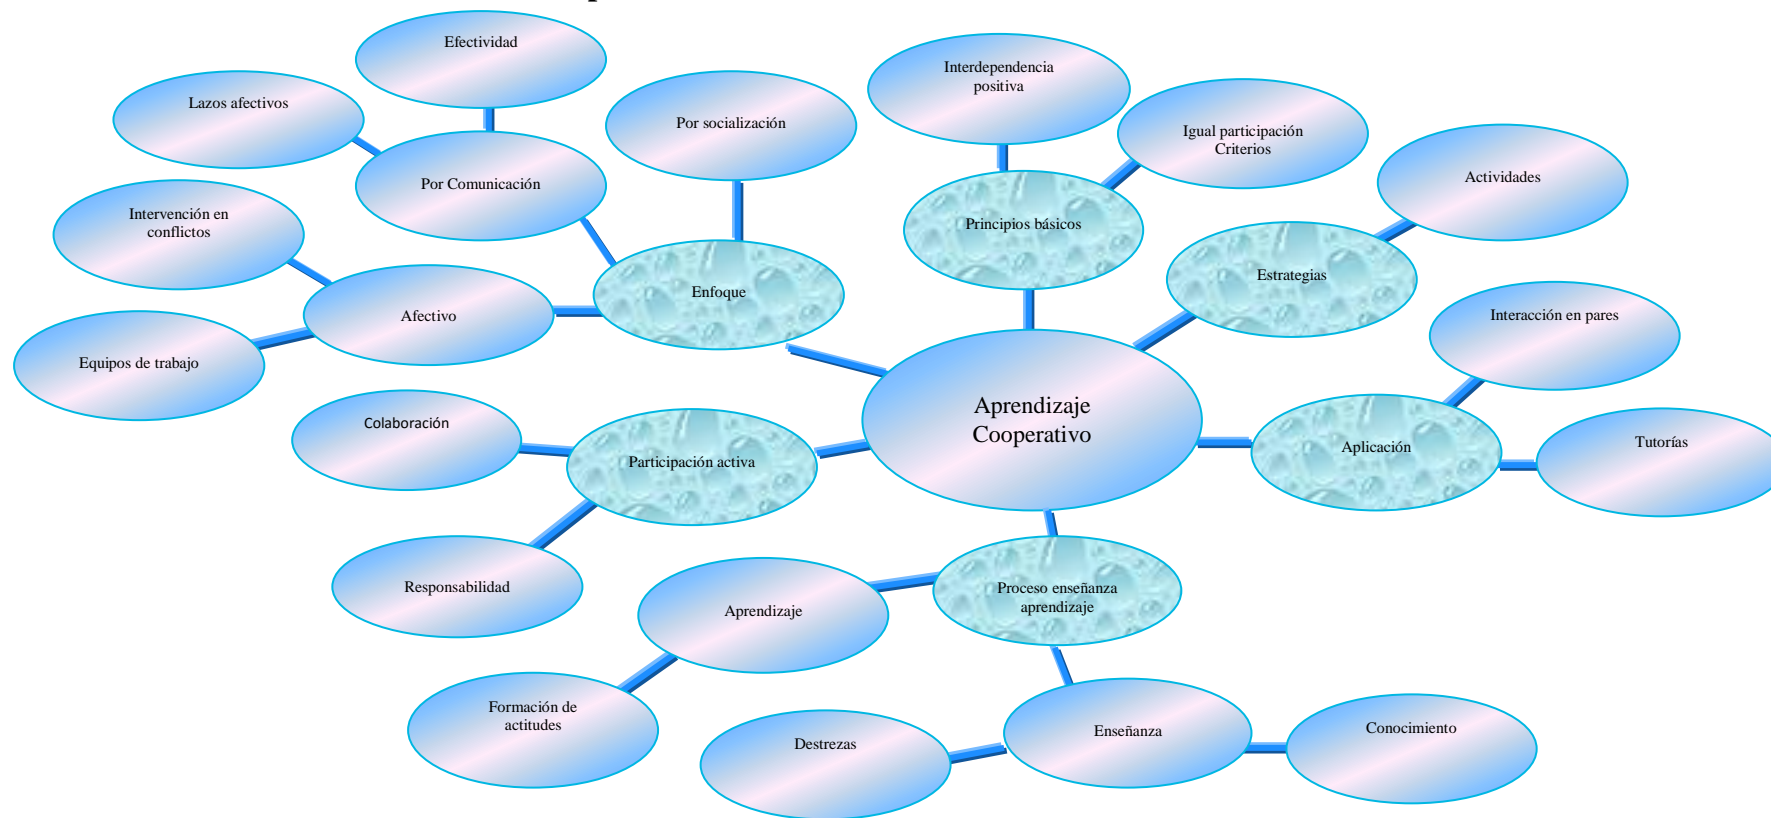 Efectividad
Interdependencia
positiva
Lazos afectivos
Por socialización
Igual participación
Criterios
Por Comunicación
Actividades
Intervención en
conflictos
Principios básicos
Estrategias
Enfoque
Afectivo
Interacción en pares
Equipos de trabajo
Aprendizaje
Cooperativo
Colaboración
Participación activa
Aplicación
Tutorías
Responsabilidad
Aprendizaje
Proceso enseñanza
aprendizaje
Formación de
actitudes
Destrezas
Enseñanza
Conocimiento